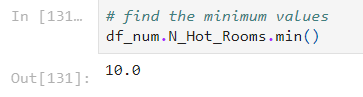 In [131...
# find the minimum values
df_num.N_Hot_Rooms.min()
Out[131]:
10.0